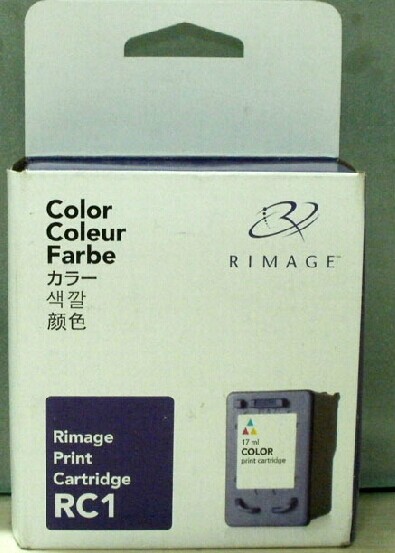 Color
Coleur
Farbe
カラー
색깔
颜色
RIMAGE™
Rimage
Print
Cartridge
RC1
17 ml
COLOR
print cartridge